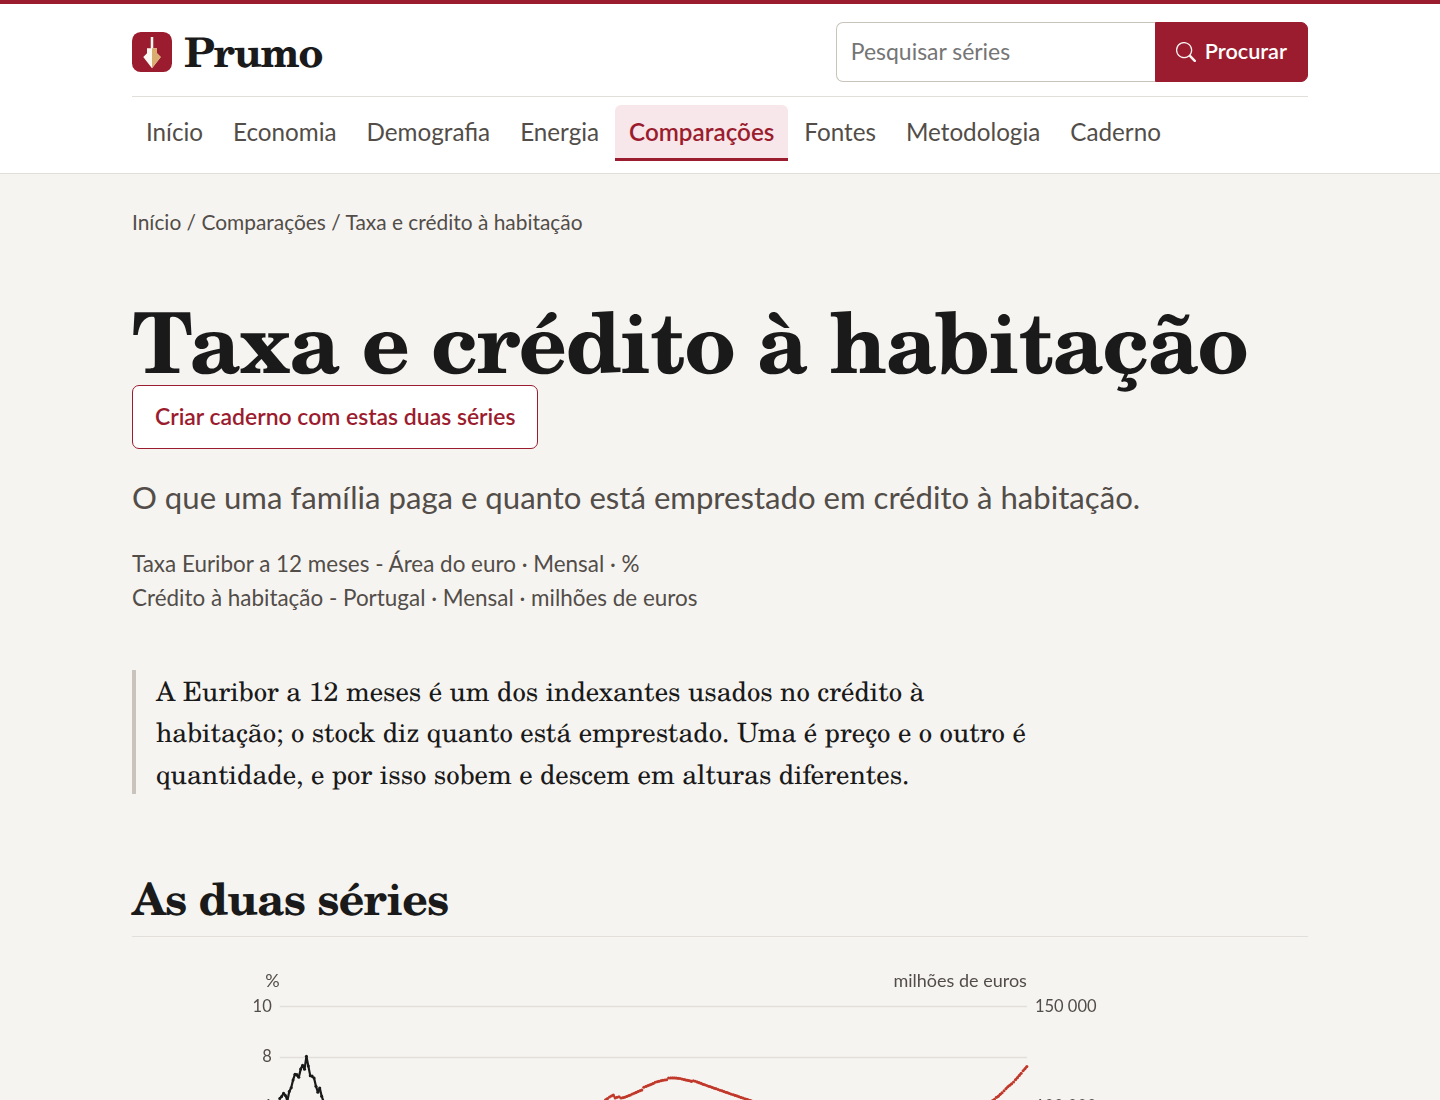 Prumo
Pesquisar séries
Procurar
Início Economia Demografia Energia Comparações Fontes Metodologia Caderno
Início / Comparações / Taxa e crédito à habitação
Taxa e crédito à habitação
Criar caderno com estas duas séries
O que uma família paga e quanto está emprestado em crédito à habitação.
Taxa Euribor a 12 meses - Área do euro · Mensal · %
Crédito à habitação - Portugal · Mensal · milhões de euros
A Euribor a 12 meses é um dos indexantes usados no crédito à
habitação; o stock diz quanto está emprestado. Uma é preço e o outro é
quantidade, e por isso sobem e descem em alturas diferentes.
As duas séries
% milhões de euros
10 150 000
8